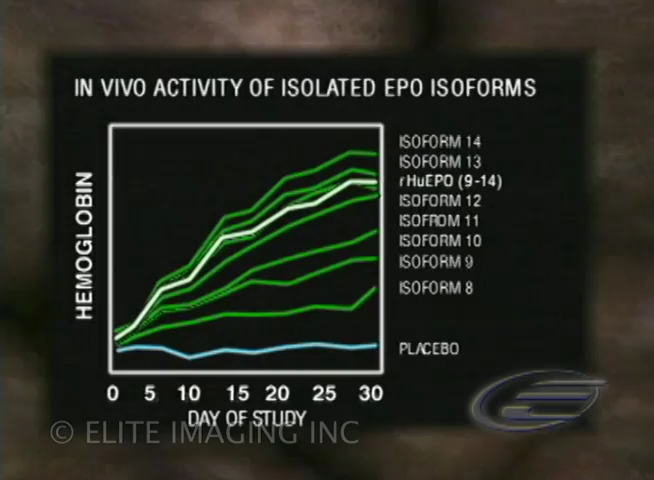 IN VIVO ACTIVITY OF ISOLATED EPO ISOFORMS
HEMOGLOBIN
ISOFORM 14
ISOFORM 13
rHuEPO (9-14)
ISOFORM 12
ISOFROM 11
ISOFORM 10
ISOFORM 9
ISOFORM 8
PLACEBO
0 5 10 15 20 25 30
DAY OF STUDY
© ELITE IMAGING INC